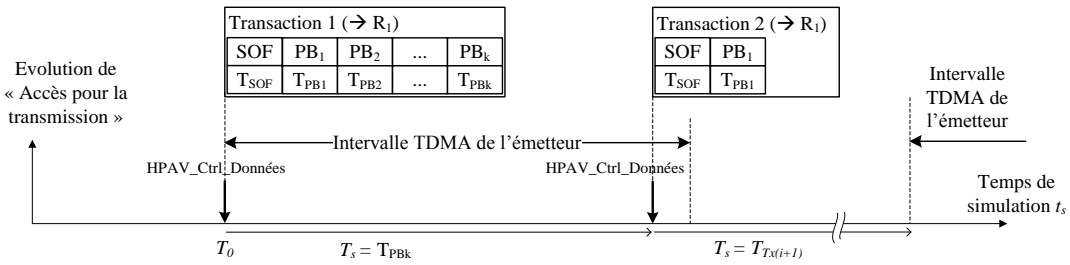 Transaction 1 (→ R1)
SOF PB1 PB2 ... PBk
TSOF TPB1 TPB2 ... TPBk
Transaction 2 (→ R1)
SOF PB1
TSOF TPB1
Evolution de
« Accès pour la
transmission »
Intervalle TDMA de l'émetteur
Intervalle
TDMA de
l'émetteur
HPAV_Ctrl_Données
HPAV_Ctrl_Données
Temps de
simulation ts
T0
Ts = TPBk
Ts = TTx(i+1)